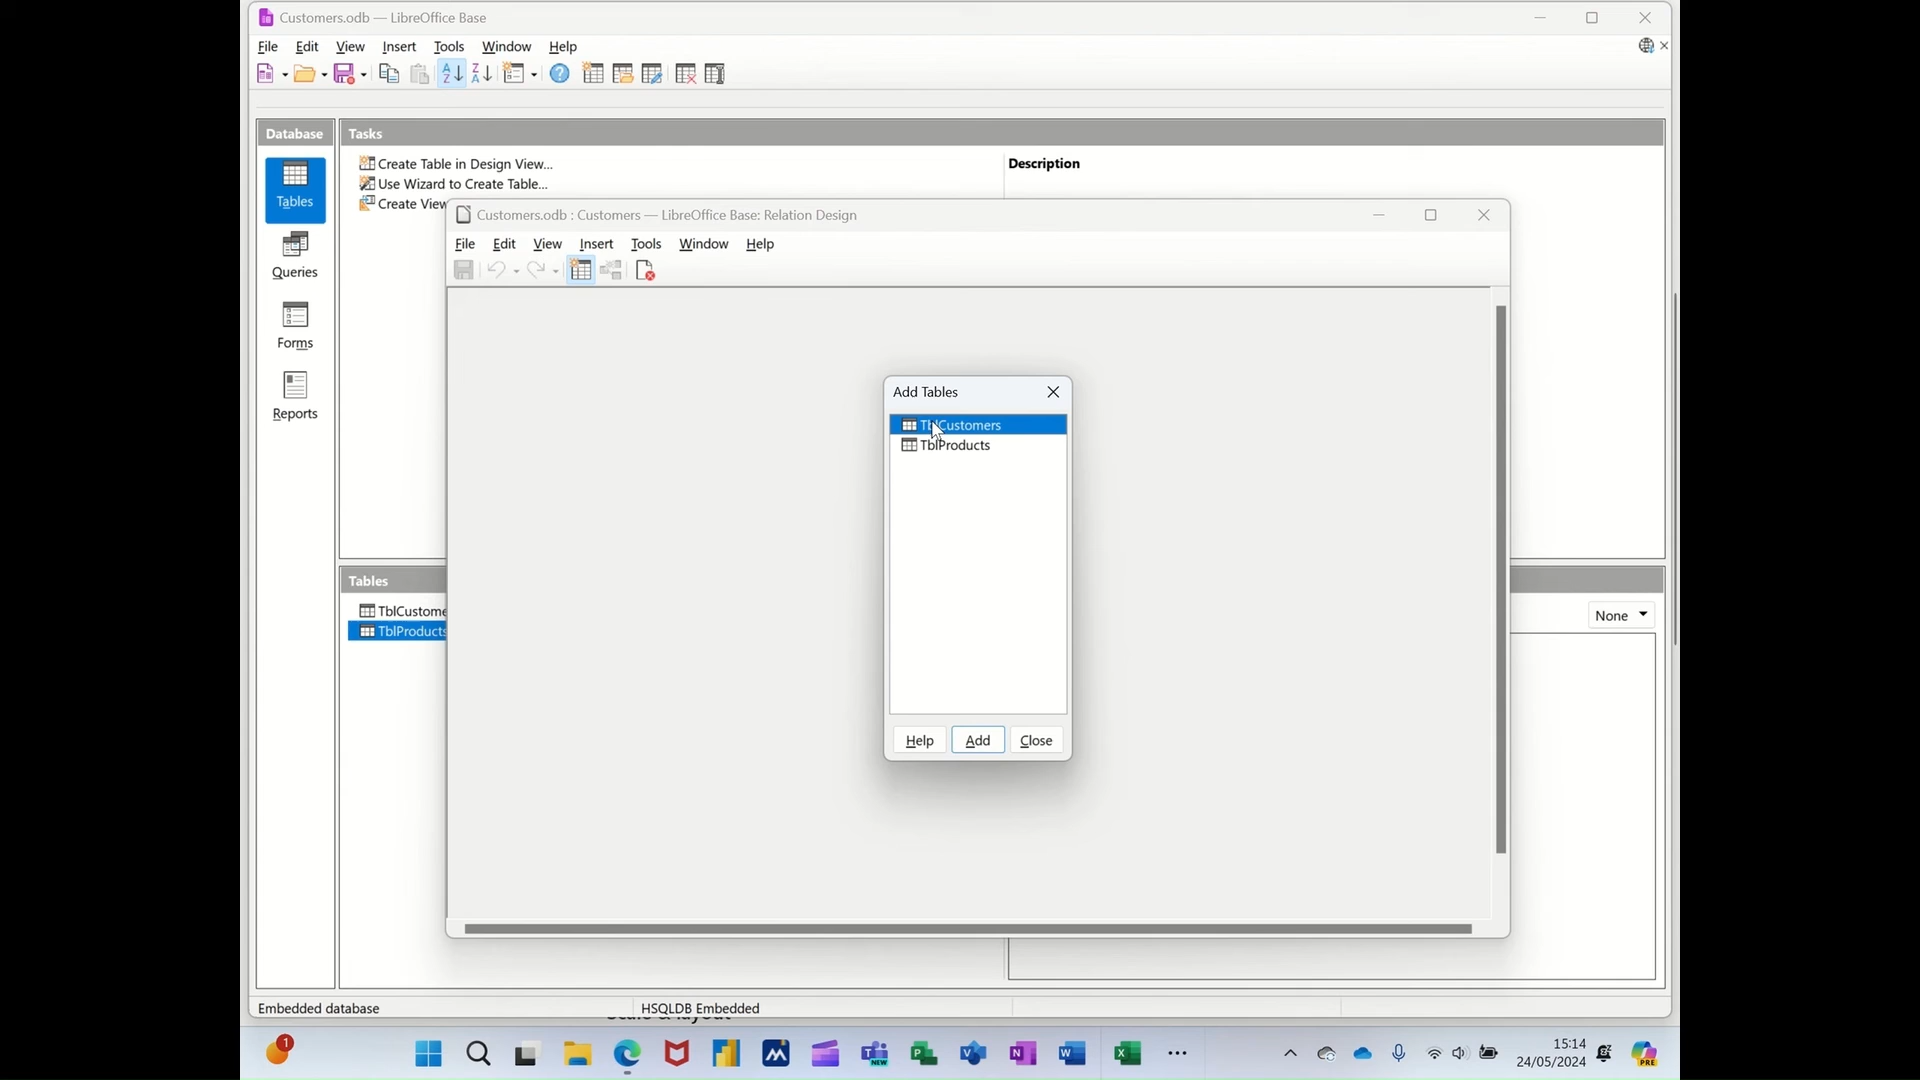 Customers.odb — LibreOffice Base
File Edit View Insert Tools Window Help
Database
Tables
Queries
Forms
Reports
Tasks
Create Table in Design View...
Use Wizard to Create Table...
Create View
Description
Customers.odb : Customers — LibreOffice Base: Relation Design
File Edit View Insert Tools Window Help
Add Tables
TblCustomers
TblProducts
Help Add Close
Tables
TblCustome
TblProducts
None
Embedded database HSQLDB Embedded
1
NEW
15:14
24/05/2024
PRE